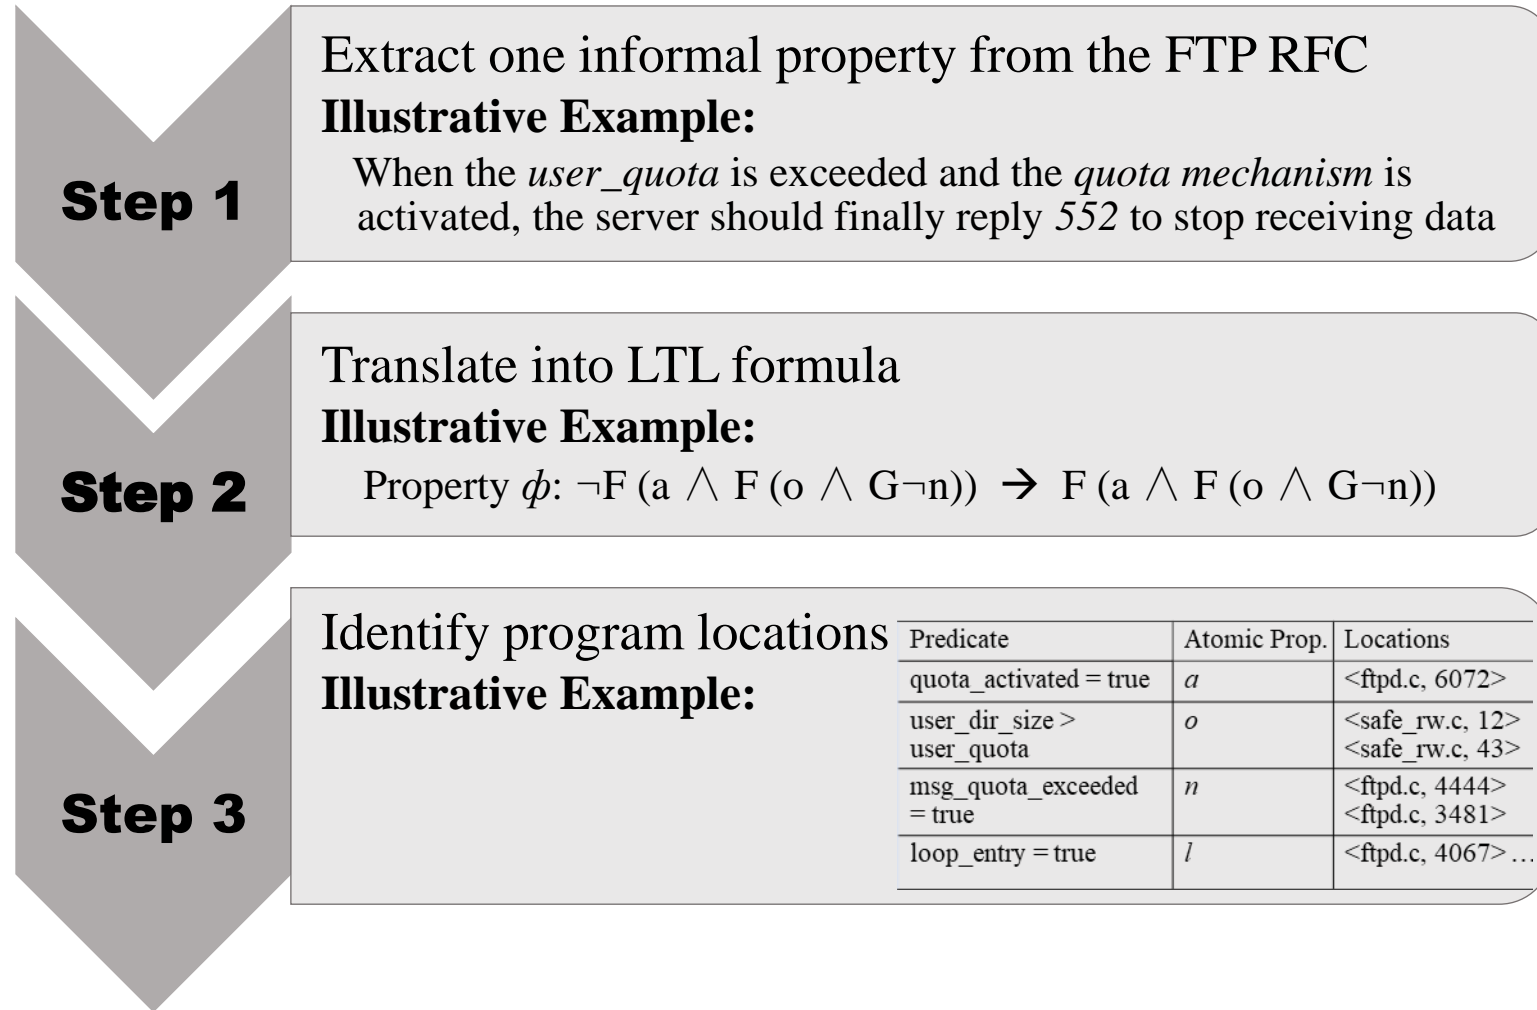 Step 1
Extract one informal property from the FTP RFC
Illustrative Example:
When the user_quota is exceeded and the quota mechanism is
activated, the server should finally reply 552 to stop receiving data
Step 2
Translate into LTL formula
Illustrative Example:
Property ϕ: ¬F (a ∧ F (o ∧ G¬n)) → F (a ∧ F (o ∧ G¬n))
Step 3
Identify program locations
Illustrative Example:
Predicate Atomic Prop. Locations
quota_activated = true a <ftpd.c, 6072>
user_dir_size > o <safe_rw.c, 12>
user_quota <safe_rw.c, 43>
msg_quota_exceeded n <ftpd.c, 4444>
= true <ftpd.c, 3481>
loop_entry = true l <ftpd.c, 4067> …